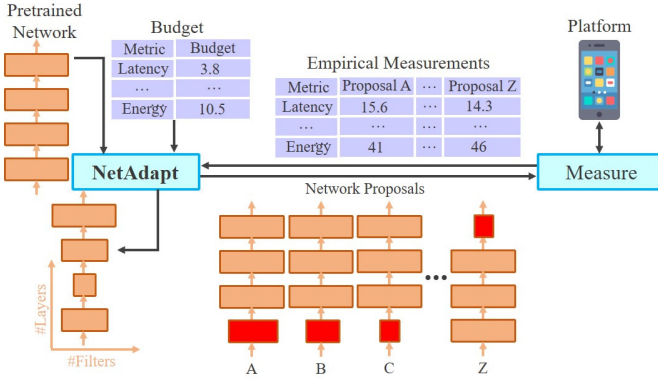 Pretrained
Network
Budget
Metric Budget
Latency 3.8
... ...
Energy 10.5
Empirical Measurements
Metric Proposal A ... Proposal Z
Latency 15.6 ... 14.3
... ... ...
Energy 41 ... 46
Platform
NetAdapt
Measure
Network Proposals
...
#Layers
#Filters
A B C Z